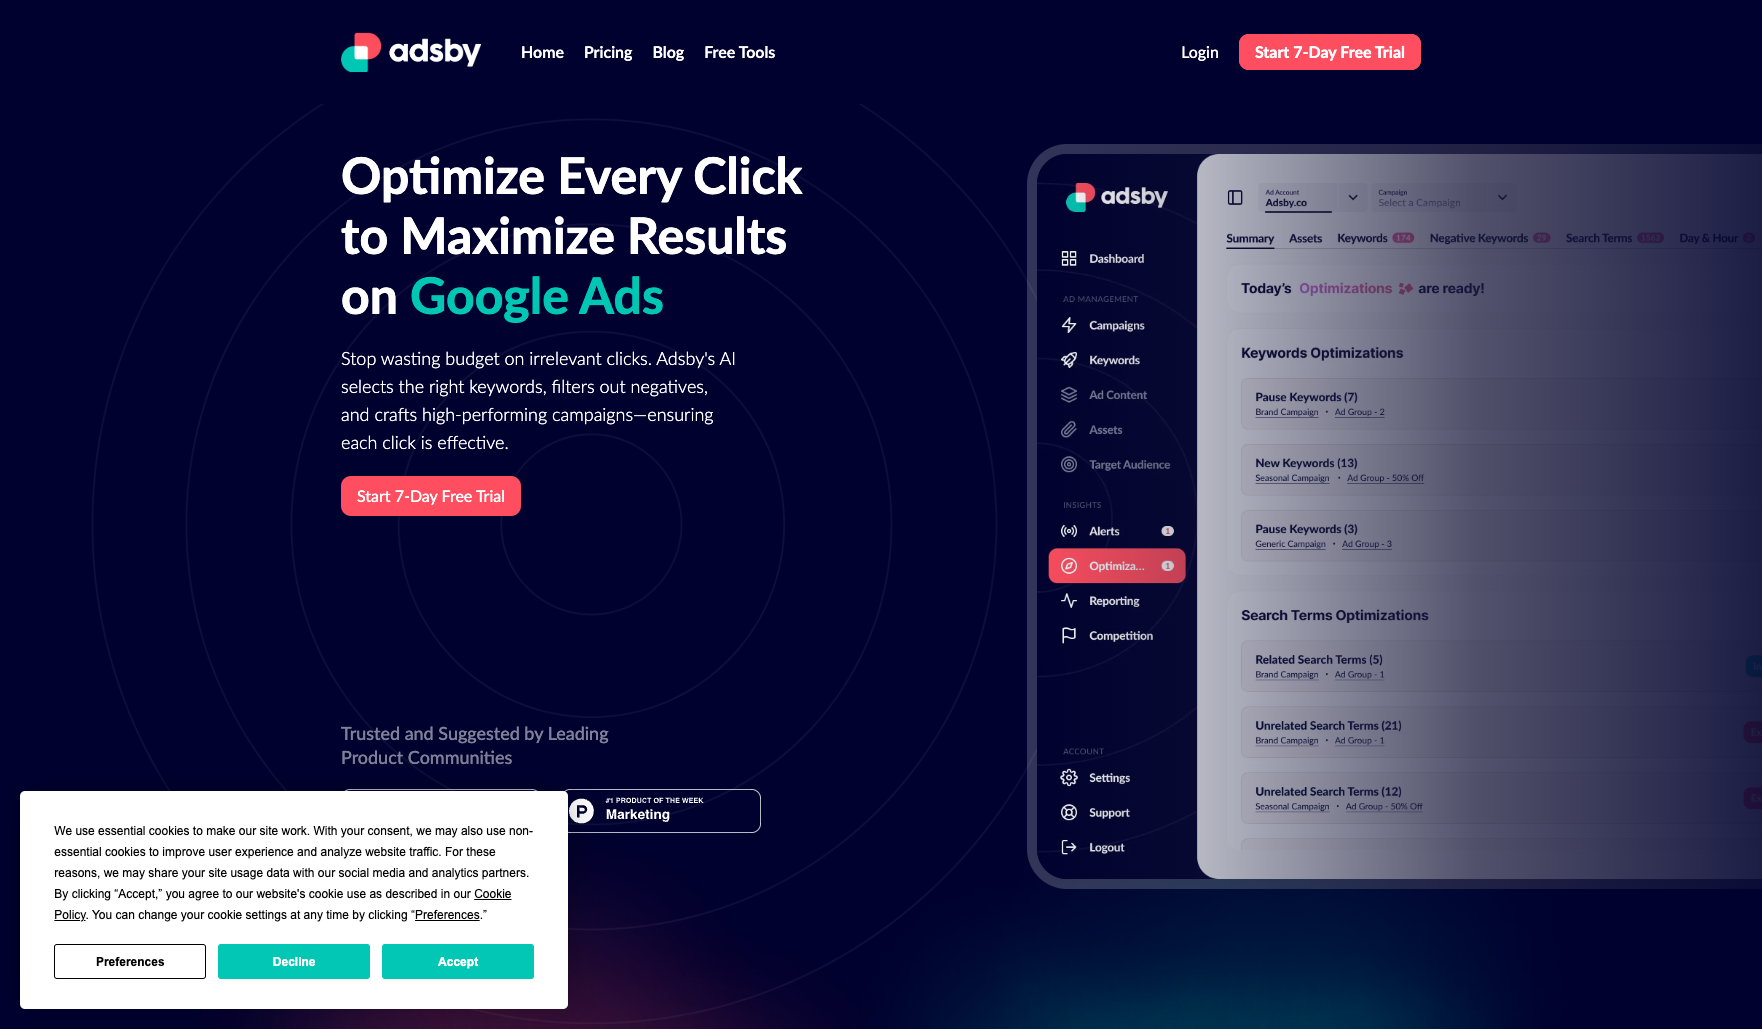 adsby
Home Pricing Blog Free Tools
Login Start 7-Day Free Trial
Optimize Every Click
to Maximize Results
on Google Ads
Stop wasting budget on irrelevant clicks. Adsby's AI
selects the right keywords, filters out negatives,
and crafts high-performing campaigns—ensuring
each click is effective.
Start 7-Day Free Trial
Trusted and Suggested by Leading
Product Communities
P
#1 PRODUCT OF THE WEEK
Marketing
adsby
Dashboard
AD MANAGEMENT
Campaigns
Keywords
Ad Content
Assets
Target Audience
INSIGHTS
Alerts 1
Optimiza... 1
Reporting
Competition
ACCOUNT
Settings
Support
Logout
Ad Account
Adsby.co
Campaign
Select a Campaign
Summary Assets Keywords 174 Negative Keywords Search Terms Day & Hour
Today's Optimizations are ready!
Keywords Optimizations
Pause Keywords (7)
Brand Campaign • Ad Group - 2
New Keywords (13)
Seasonal Campaign • Ad Group - 50% Off
Pause Keywords (3)
Generic Campaign • Ad Group - 3
Search Terms Optimizations
Related Search Terms (5)
Brand Campaign • Ad Group - 1
Unrelated Search Terms (21)
Brand Campaign • Ad Group - 1
Unrelated Search Terms (12)
Seasonal Campaign • Ad Group - 50% Off
We use essential cookies to make our site work. With your consent, we may also use non-
essential cookies to improve user experience and analyze website traffic. For these
reasons, we may share your site usage data with our social media and analytics partners.
By clicking “Accept,” you agree to our website's cookie use as described in our Cookie
Policy. You can change your cookie settings at any time by clicking “Preferences.”
Preferences Decline Accept